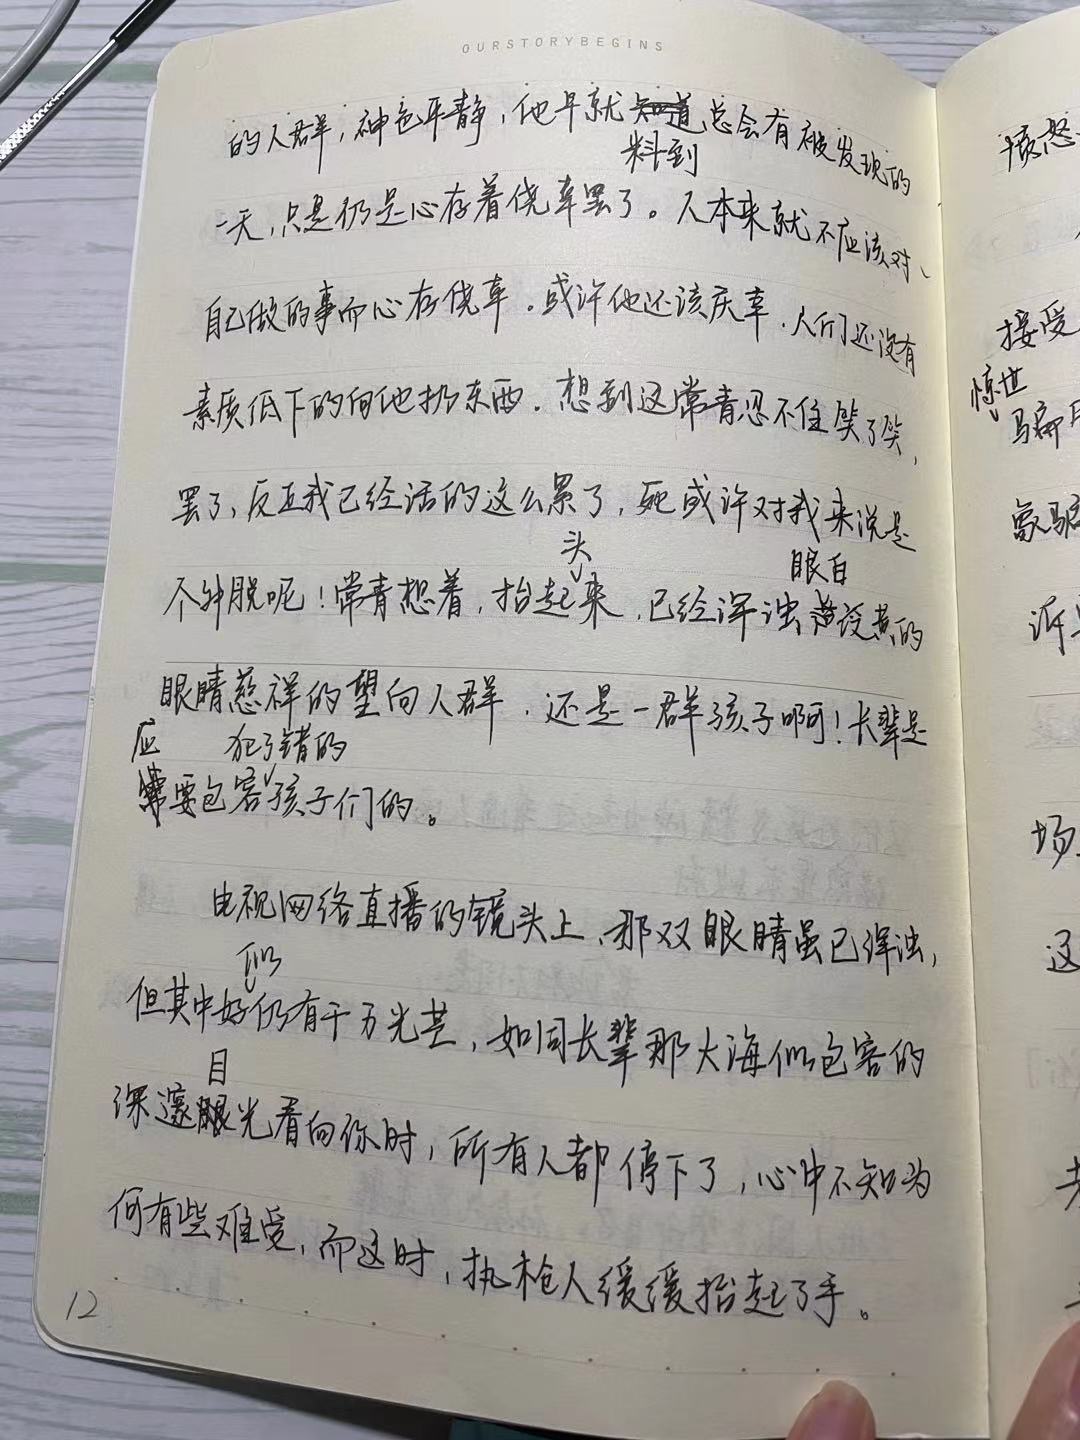 OURSTORYBEGINS
的人群，神色平静，他早就知道总会有被发现的
料到
一天，只是仍是心存着侥幸罢了。人本来就不应该对
自己做的事而心存侥幸。或许他还该庆幸，人们还没有
素质低下的向他扔东西。想到这常青忍不住笑了笑，
罢了，反正我已经活的这么累了，死或许对我来说是
头
眼白
个解脱呢！常青想着，抬起来，已经浑浊 的
眼睛慈祥的望向人群，还是一群孩子啊！长辈是
应 犯了错的
常要包容孩子们的。
电视网络直播的镜头上，那双眼睛虽已浑浊，
似
但其中好仍有千万光芒，如同长辈那大海似包容的
目
深邃眼光看向你时，所有人都停下了，心中不知为
何有些难受，而这时，执枪人缓缓抬起了手。
12
接受
惊世
骗
场
这